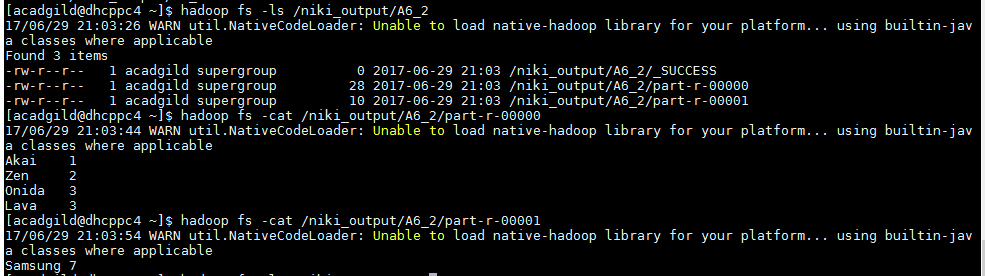 [acadgild@dhcppc4 ~]$ hadoop fs -ls /niki_output/A6_2
17/06/29 21:03:26 WARN util.NativeCodeLoader: Unable to load native-hadoop library for your platform... using builtin-jav
a classes where applicable
Found 3 items
-rw-r--r--   1 acadgild supergroup          0 2017-06-29 21:03 /niki_output/A6_2/_SUCCESS
-rw-r--r--   1 acadgild supergroup         28 2017-06-29 21:03 /niki_output/A6_2/part-r-00000
-rw-r--r--   1 acadgild supergroup         10 2017-06-29 21:03 /niki_output/A6_2/part-r-00001
[acadgild@dhcppc4 ~]$ hadoop fs -cat /niki_output/A6_2/part-r-00000
17/06/29 21:03:44 WARN util.NativeCodeLoader: Unable to load native-hadoop library for your platform... using builtin-jav
a classes where applicable
Akai    1
Zen     2
Onida   3
Lava    3
[acadgild@dhcppc4 ~]$ hadoop fs -cat /niki_output/A6_2/part-r-00001
17/06/29 21:03:54 WARN util.NativeCodeLoader: Unable to load native-hadoop library for your platform... using builtin-jav
a classes where applicable
Samsung 7